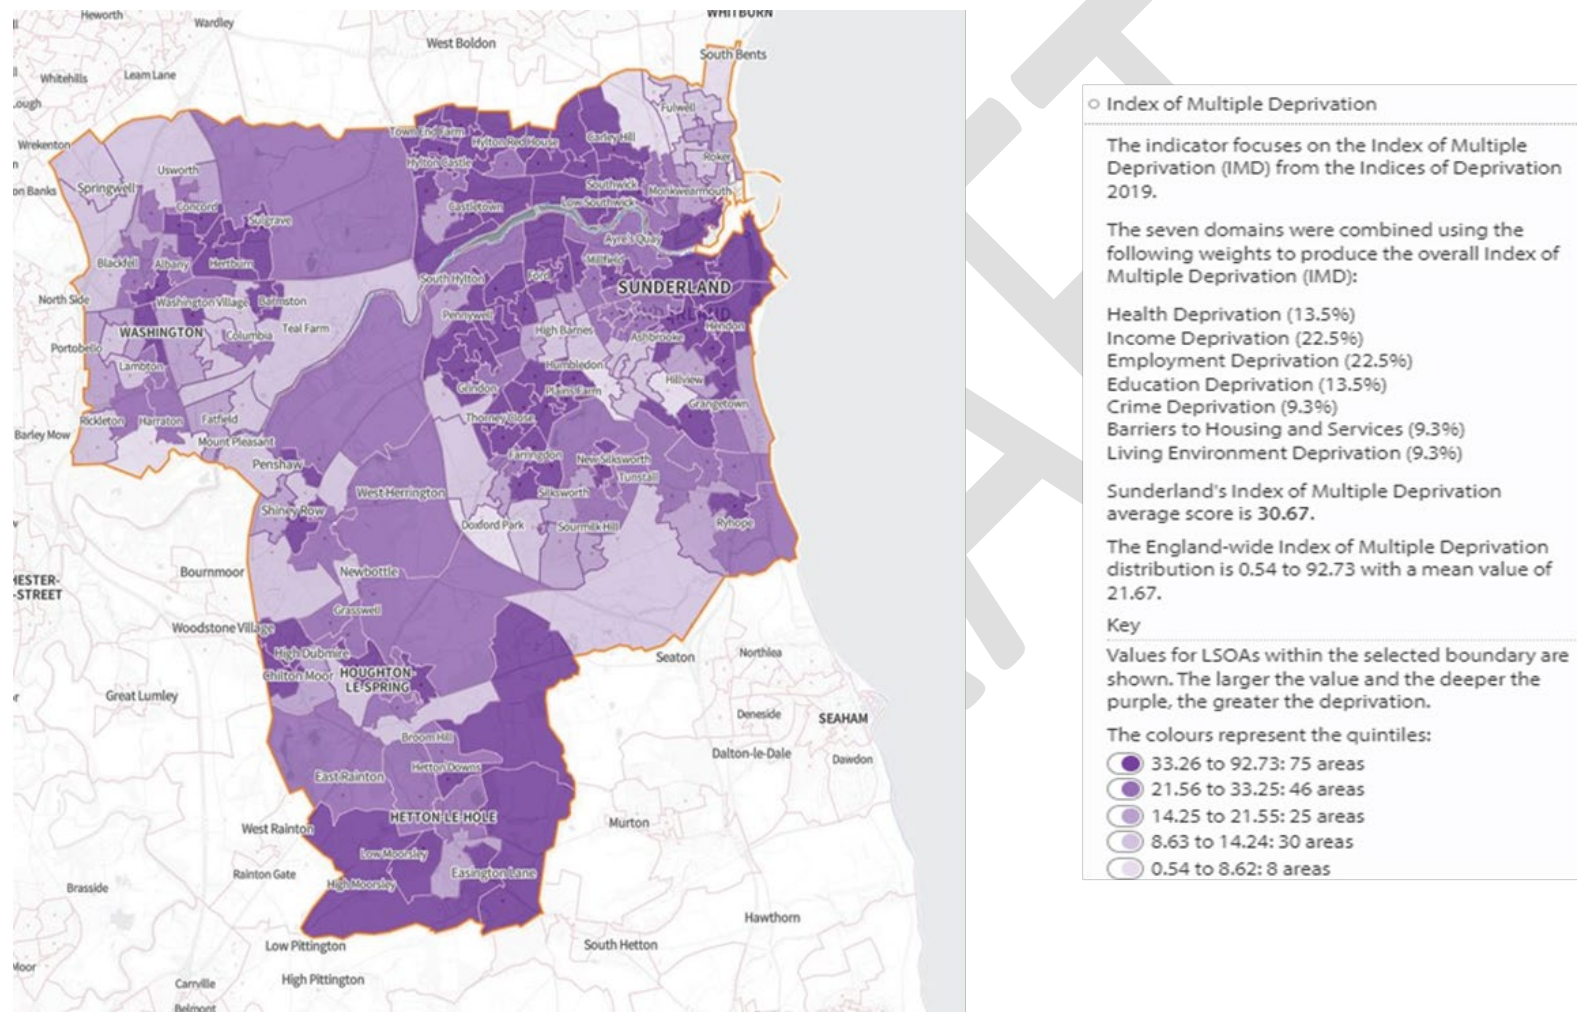 Heworth
Wardley
WHITBURN
West Boldon
South Bents
Whitehills
Leam Lane
Fulwell
Wrekenton
Town End Farm
Hylton Red House
Carley Hill
Usworth
Hylton Castle
Roker
Springwell
Southwick
Monkwearmouth
Concord
Castletown
Low Southwick
Sulgrave
Ayre's Quay
Blackfell
Albany
Hertburn
Millfield
South Hylton
Ford
SUNDERLAND
North Side
Washington Village
Barmston
Pennywell
Hendon
WASHINGTON
Columbia
Teal Farm
High Barnes
Ashbrooke
Portobello
Lambton
Humbledon
Hillview
Grindon
Plains Farm
Grangetown
Rickleton
Harraton
Fatfield
Thorney Close
Barley Mow
Mount Pleasant
Farringdon
New Silksworth
Penshaw
Tunstall
West Herrington
Silksworth
Shiney Row
Doxford Park
Sourmilk Hill
Ryhope
Bournmoor
Newbottle
HESTER-
-STREET
Grasswell
Woodstone Village
High Dubmire
Seaton
Northlea
Chilton Moor
HOUGHTON-
LE-SPRING
Great Lumley
Deneside
SEAHAM
Broom Hill
Dalton-le-Dale
Dawdon
East Rainton
Hetton Downs
HETTON-LE-HOLE
West Rainton
Murton
Low Moorsley
Rainton Gate
High Moorsley
Easington Lane
Brasside
Hawthorn
Low Pittington
South Hetton
High Pittington
Carrville
Belmont
Index of Multiple Deprivation
The indicator focuses on the Index of Multiple
Deprivation (IMD) from the Indices of Deprivation
2019.
The seven domains were combined using the
following weights to produce the overall Index of
Multiple Deprivation (IMD):
Health Deprivation (13.5%)
Income Deprivation (22.5%)
Employment Deprivation (22.5%)
Education Deprivation (13.5%)
Crime Deprivation (9.3%)
Barriers to Housing and Services (9.3%)
Living Environment Deprivation (9.3%)
Sunderland's Index of Multiple Deprivation
average score is 30.67.
The England-wide Index of Multiple Deprivation
distribution is 0.54 to 92.73 with a mean value of
21.67.
Key
Values for LSOAs within the selected boundary are
shown. The larger the value and the deeper the
purple, the greater the deprivation.
The colours represent the quintiles:
33.26 to 92.73: 75 areas
21.56 to 33.25: 46 areas
14.25 to 21.55: 25 areas
8.63 to 14.24: 30 areas
0.54 to 8.62: 8 areas